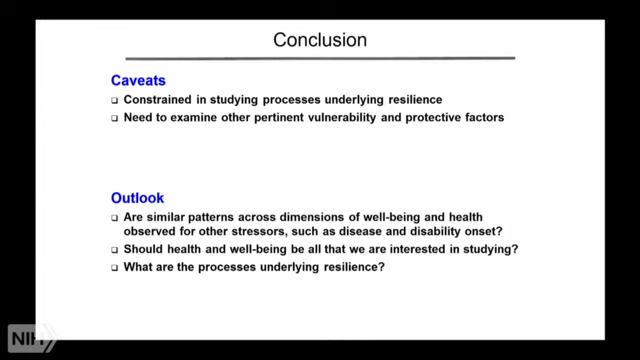 Conclusion
Caveats
Constrained in studying processes underlying resilience
Need to examine other pertinent vulnerability and protective factors
Outlook
Are similar patterns across dimensions of well-being and health
observed for other stressors, such as disease and disability onset?
Should health and well-being be all that we are interested in studying?
What are the processes underlying resilience?
NIH